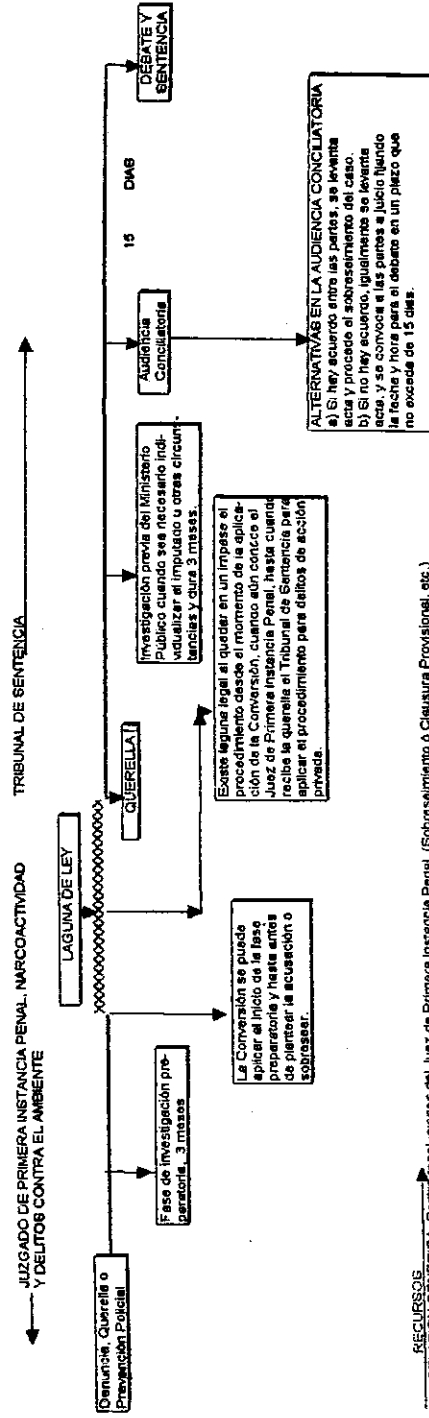 JUZGADO DE PRIMERA INSTANCIA PENAL, NARCOACTIVIDAD
Y DELITOS CONTRA EL AMBIENTE
TRIBUNAL DE SENTENCIA
LAGUNA DE LEY
Denuncia, Querella o
Prevención Policial
XXXXXXXXXXXX
QUERELLA
Fase de investigación pre-
peratoria, 3 meses
La Conversión se puede
aplicar al inicio de la fase
preparatoria y hasta antes
de plantear la acusación o
sobreseer.
Existe laguna legal al quedar en un impase el
procedimiento desde el momento de la aplica-
ción de la Conversión, cuando aún conoce el
Juez de Primera Instancia Penal, hasta cuando
recibe la querella el Tribunal de Sentencia para
aplicar el procedimiento para delitos de acción
privada.
Investigación previa del Ministerio
Público cuando sea necesario indi-
vidualizar al imputado u otras circuns-
tancias y dura 3 meses.
Audiencia
Conciliatoria
15 DIAS
DEBATE Y
SENTENCIA
ALTERNATIVAS EN LA AUDIENCIA CONCILIATORIA
a) Si hay acuerdo entre las partes, se levanta
acta y procede el sobreseimiento del caso.
b) Si no hay acuerdo, igualmente se levanta
acta, y se convoca a las partes a juicio fijando
la fecha y hora para el debate en un plazo que
no exceda de 15 días.
RECURSOS
del Juez de Primera Instancia Penal. (Sobreseimiento ó Clausura Provisional, etc.)